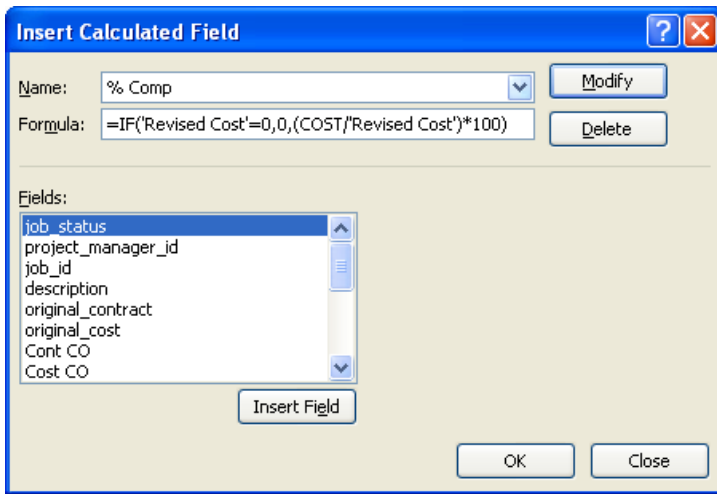 Insert Calculated Field
Name: % Comp Modify
Formula: =IF('Revised Cost'=0,0,(COST/'Revised Cost')*100) Delete
Fields:
job_status
project_manager_id
job_id
description
original_contract
original_cost
Cont CO
Cost CO
Insert Field
OK Close